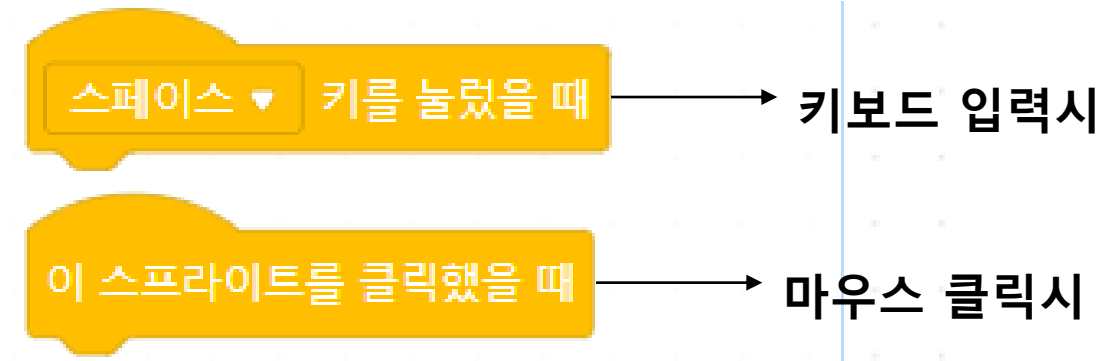 스페이스 ▼ 키를 눌렀을 때 키보드 입력시
이 스프라이트를 클릭했을 때 마우스 클릭시